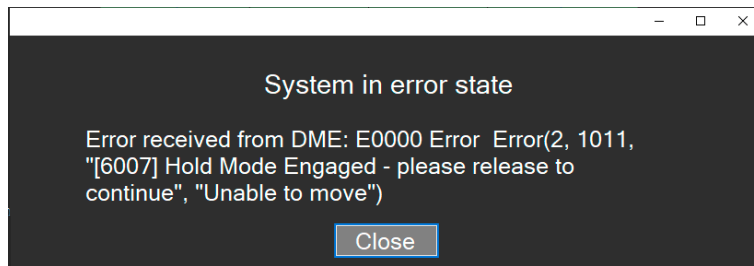 System in error state
Error received from DME: E0000 Error  Error(2, 1011,
"[6007] Hold Mode Engaged - please release to
continue", "Unable to move")
Close